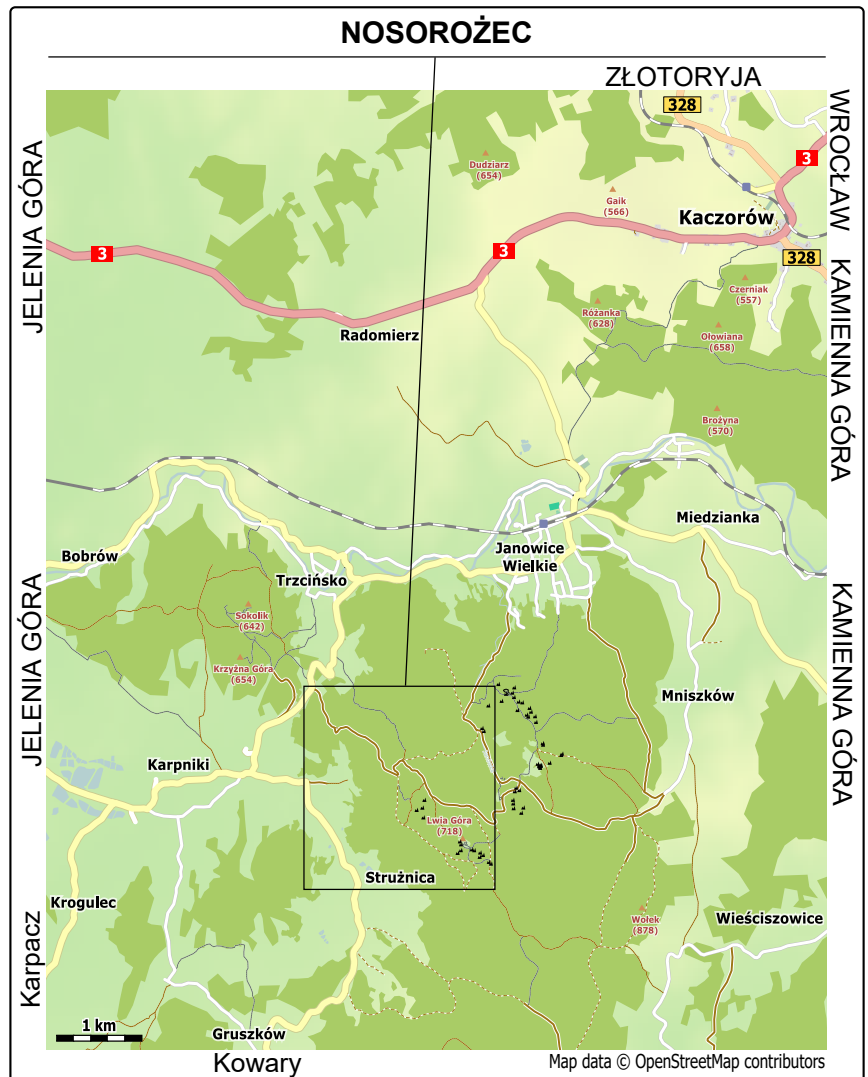 NOSOROŻEC
ZŁOTORYJA
328
WROCŁAW
3
Dudziarz
(654)
Gaik
(566)
Kaczorów
JELENIA GÓRA
3
3
328
Czerniak
(557)
KAMIENNA GÓRA
Różanka
(628)
Radomierz
Ołowiana
(658)
Brożyna
(570)
Miedzianka
Bobrów
Janowice
Wielkie
Trzcińsko
Sokolik
(642)
JELENIA GÓRA
KAMIENNA GÓRA
Krzyżna Góra
(654)
Mniszków
Karpniki
Lwia Góra
(718)
Strużnica
Krogulec
Wołek
(878)
Wieściszowice
Karpacz
1 km
Gruszków
Kowary
Map data © OpenStreetMap contributors